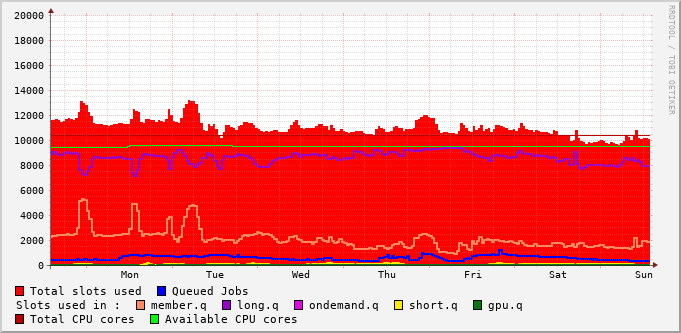 20000
18000
16000
14000
12000
10000
8000
6000
4000
2000
0
Mon Tue Wed Thu Fri Sat Sun
RRDTOOL / TOBI OETIKER
Total slots used Queued Jobs
Slots used in : member.q long.q ondemand.q short.q gpu.q
Total CPU cores Available CPU cores